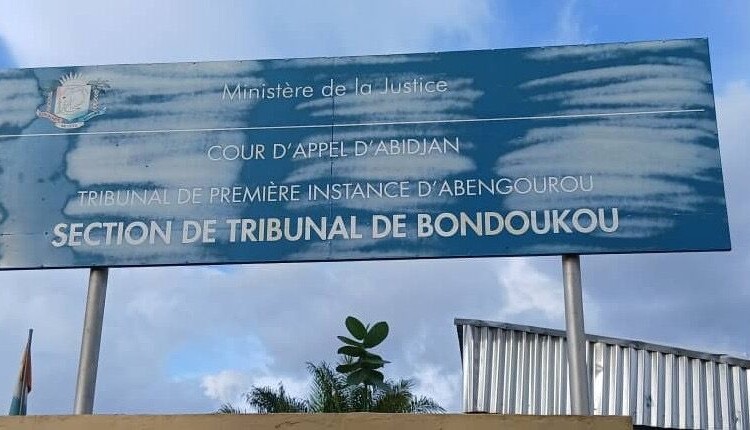 Ministère de la Justice
COUR D'APPEL D'ABIDJAN
TRIBUNAL DE PREMIÈRE INSTANCE D'ABENGOUROU
SECTION DE TRIBUNAL DE BONDOUKOU